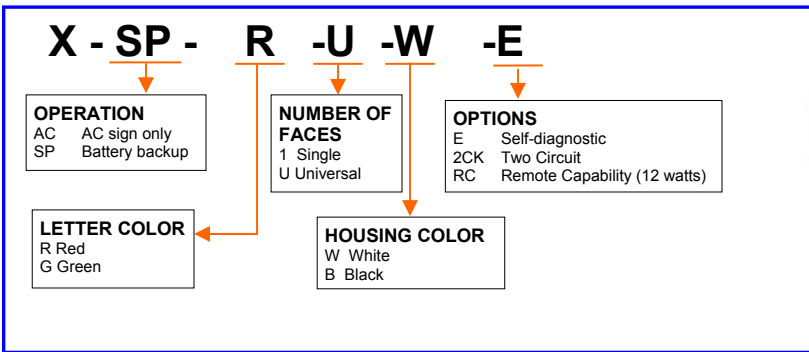 X - SP - R -U -W -E
OPERATION
AC AC sign only
SP Battery backup
NUMBER OF
FACES
1 Single
U Universal
OPTIONS
E Self-diagnostic
2CK Two Circuit
RC Remote Capability (12 watts)
LETTER COLOR
R Red
G Green
HOUSING COLOR
W White
B Black